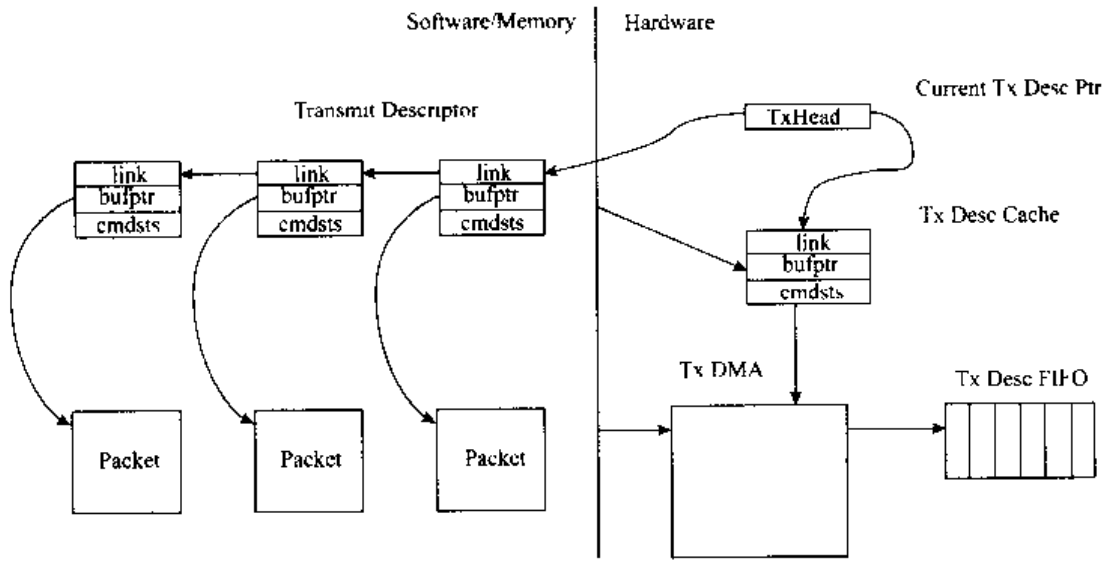 Software/Memory
Hardware
Current Tx Desc Ptr
Transmit Descriptor
TxHead
link
bufptr
cmdsts
link
bufptr
cmdsts
link
bufptr
cmdsts
Tx Desc Cache
link
bufptr
cmdsts
Tx DMA
Tx Desc FIFO
Packet
Packet
Packet